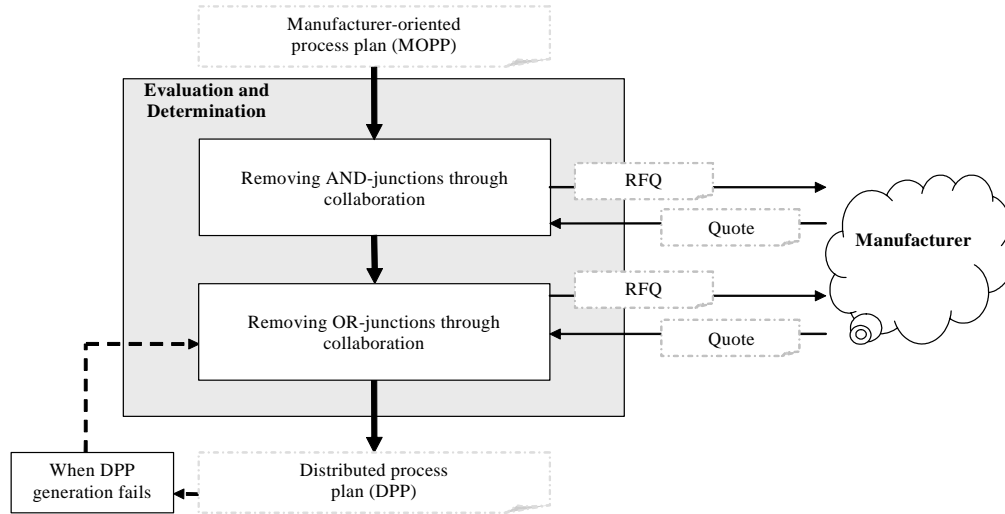 Manufacturer-oriented
process plan (MOPP)
Evaluation and
Determination
Removing AND-junctions through
collaboration
RFQ
Quote
Manufacturer
Removing OR-junctions through
collaboration
RFQ
Quote
When DPP
generation fails
Distributed process
plan (DPP)